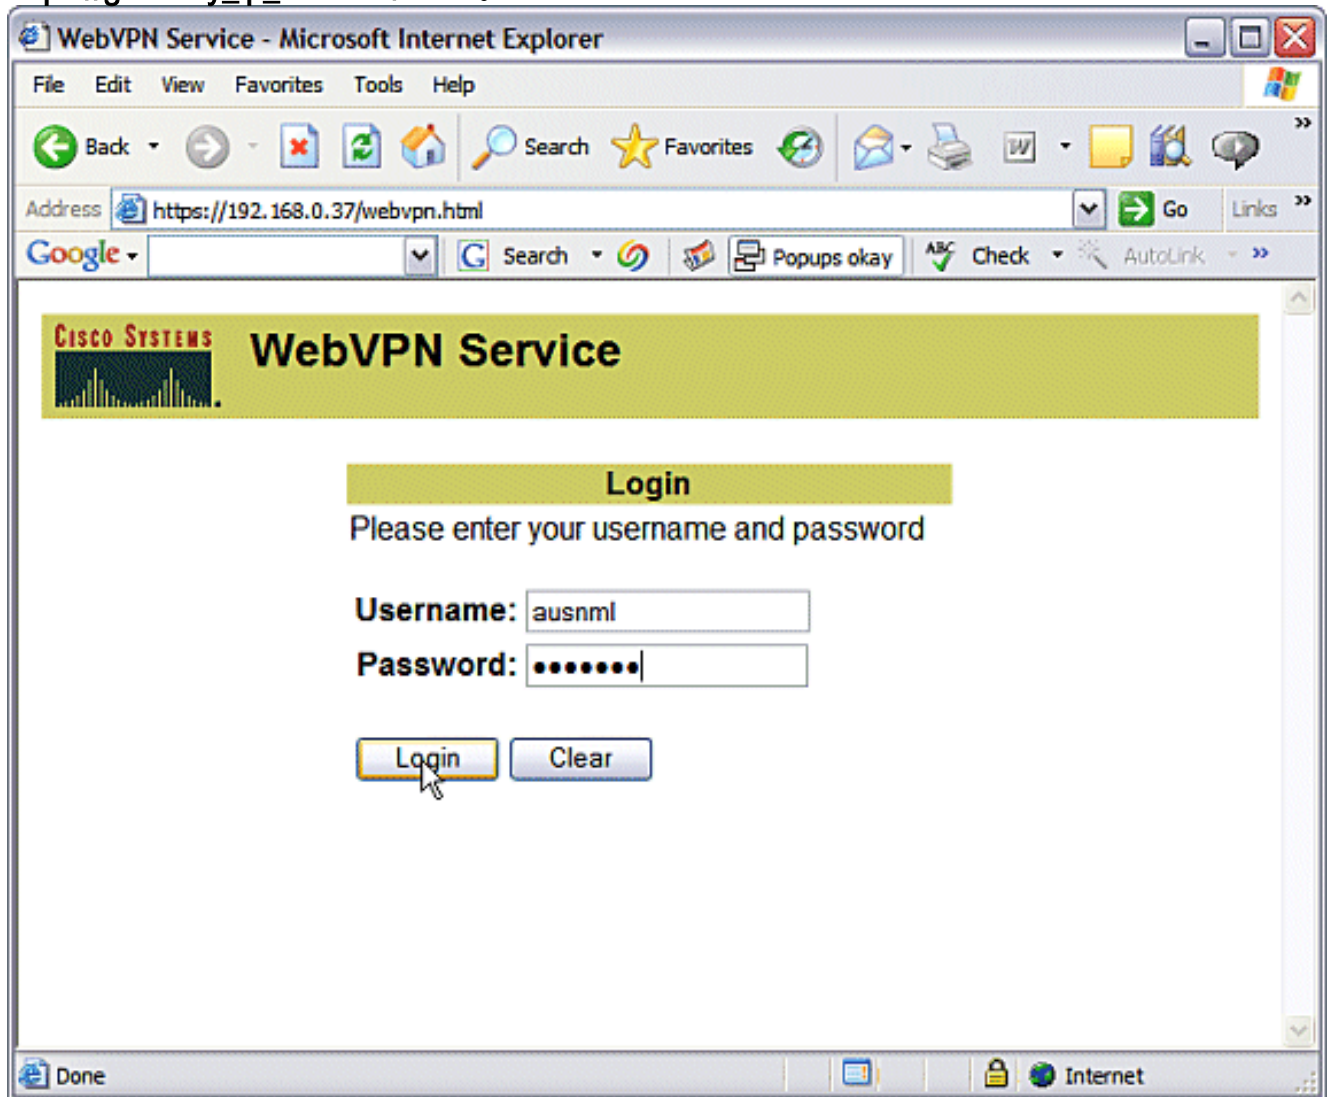 WebVPN Service - Microsoft Internet Explorer
File Edit View Favorites Tools Help
Back Search Favorites W »
Address https://192.168.0.37/webvpn.html Go Links »
Google G Search Popups okay ABC Check AutoLink »
CISCO SYSTEMS
WebVPN Service
Login
Please enter your username and password
Username: ausnml
Password: •••••••
Login Clear
Done Internet